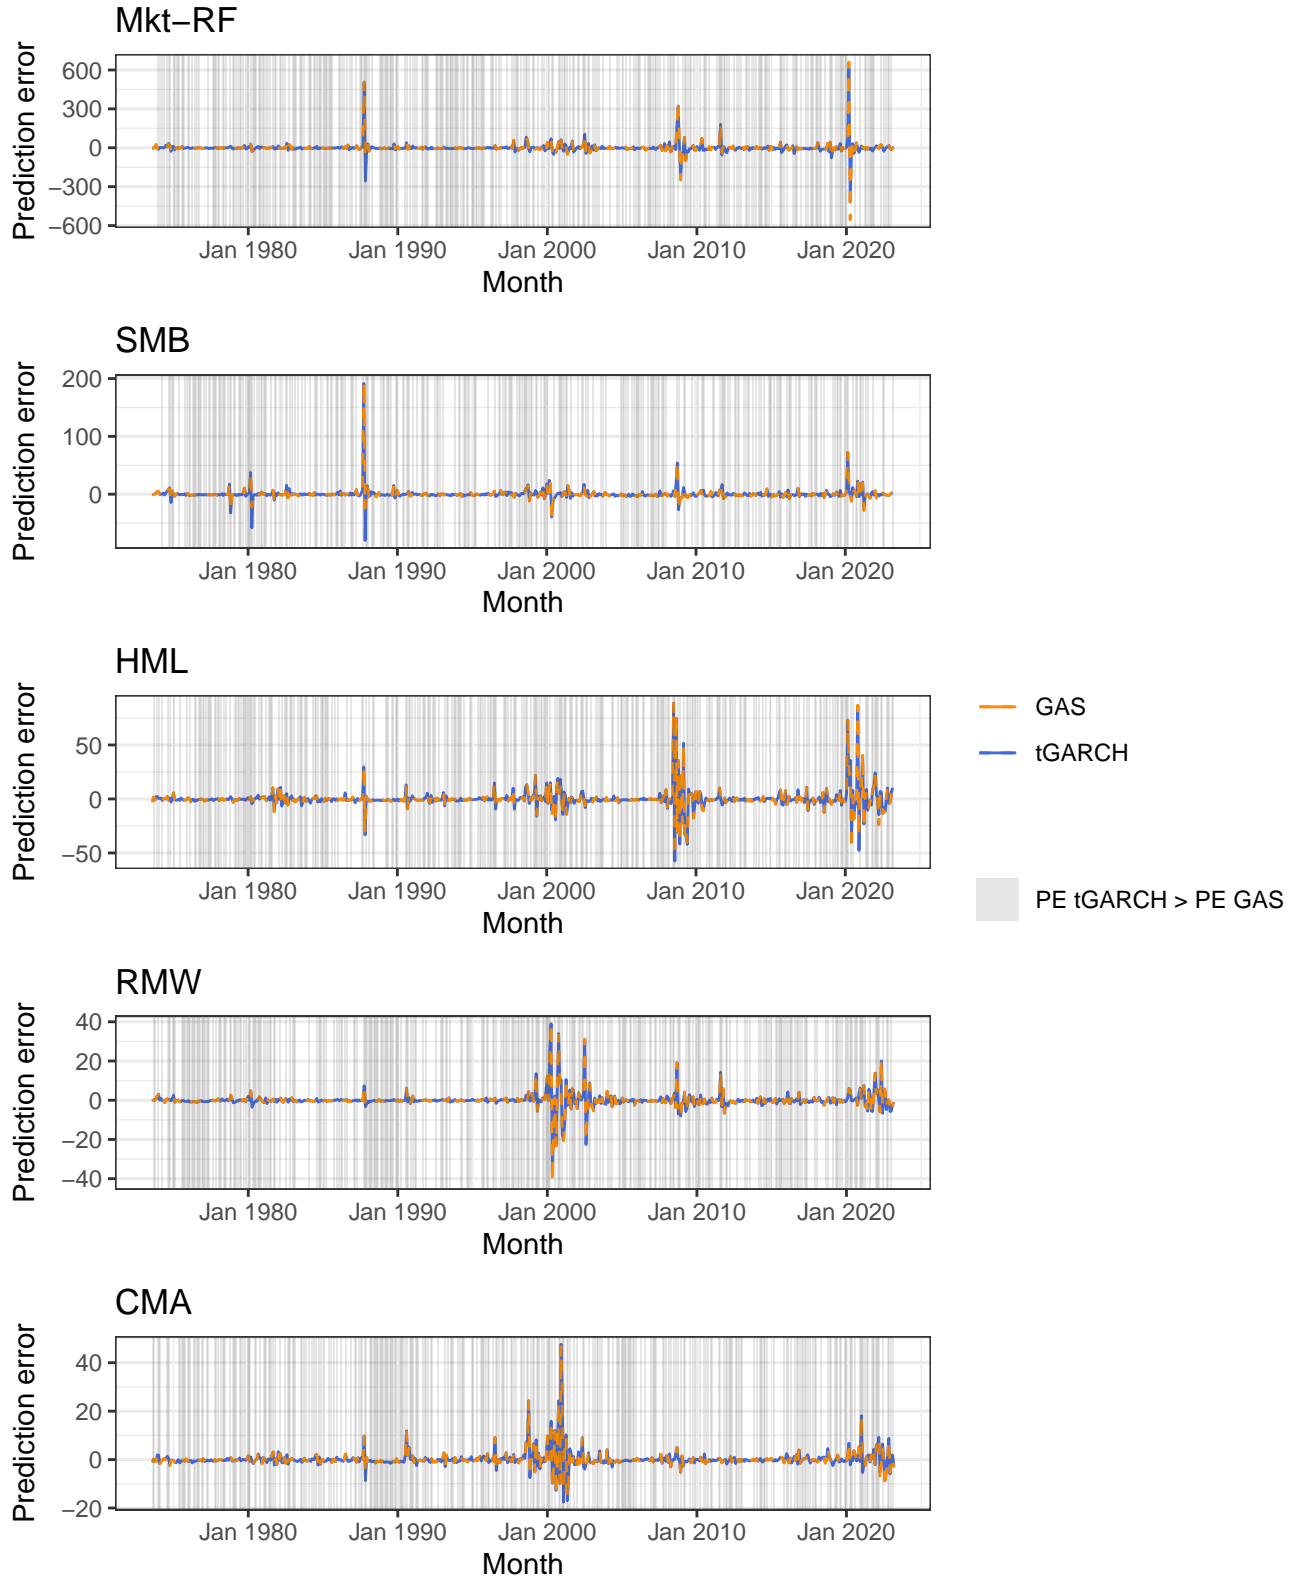 Mkt−RF
Prediction error
600
300
0
−300
−600
Jan 1980 Jan 1990 Jan 2000 Jan 2010 Jan 2020
Month
SMB
Prediction error
200
100
0
Jan 1980 Jan 1990 Jan 2000 Jan 2010 Jan 2020
Month
HML
Prediction error
50
0
−50
Jan 1980 Jan 1990 Jan 2000 Jan 2010 Jan 2020
Month
GAS
tGARCH
PE tGARCH > PE GAS
RMW
Prediction error
40
20
0
−20
−40
Jan 1980 Jan 1990 Jan 2000 Jan 2010 Jan 2020
Month
CMA
Prediction error
40
20
0
−20
Jan 1980 Jan 1990 Jan 2000 Jan 2010 Jan 2020
Month